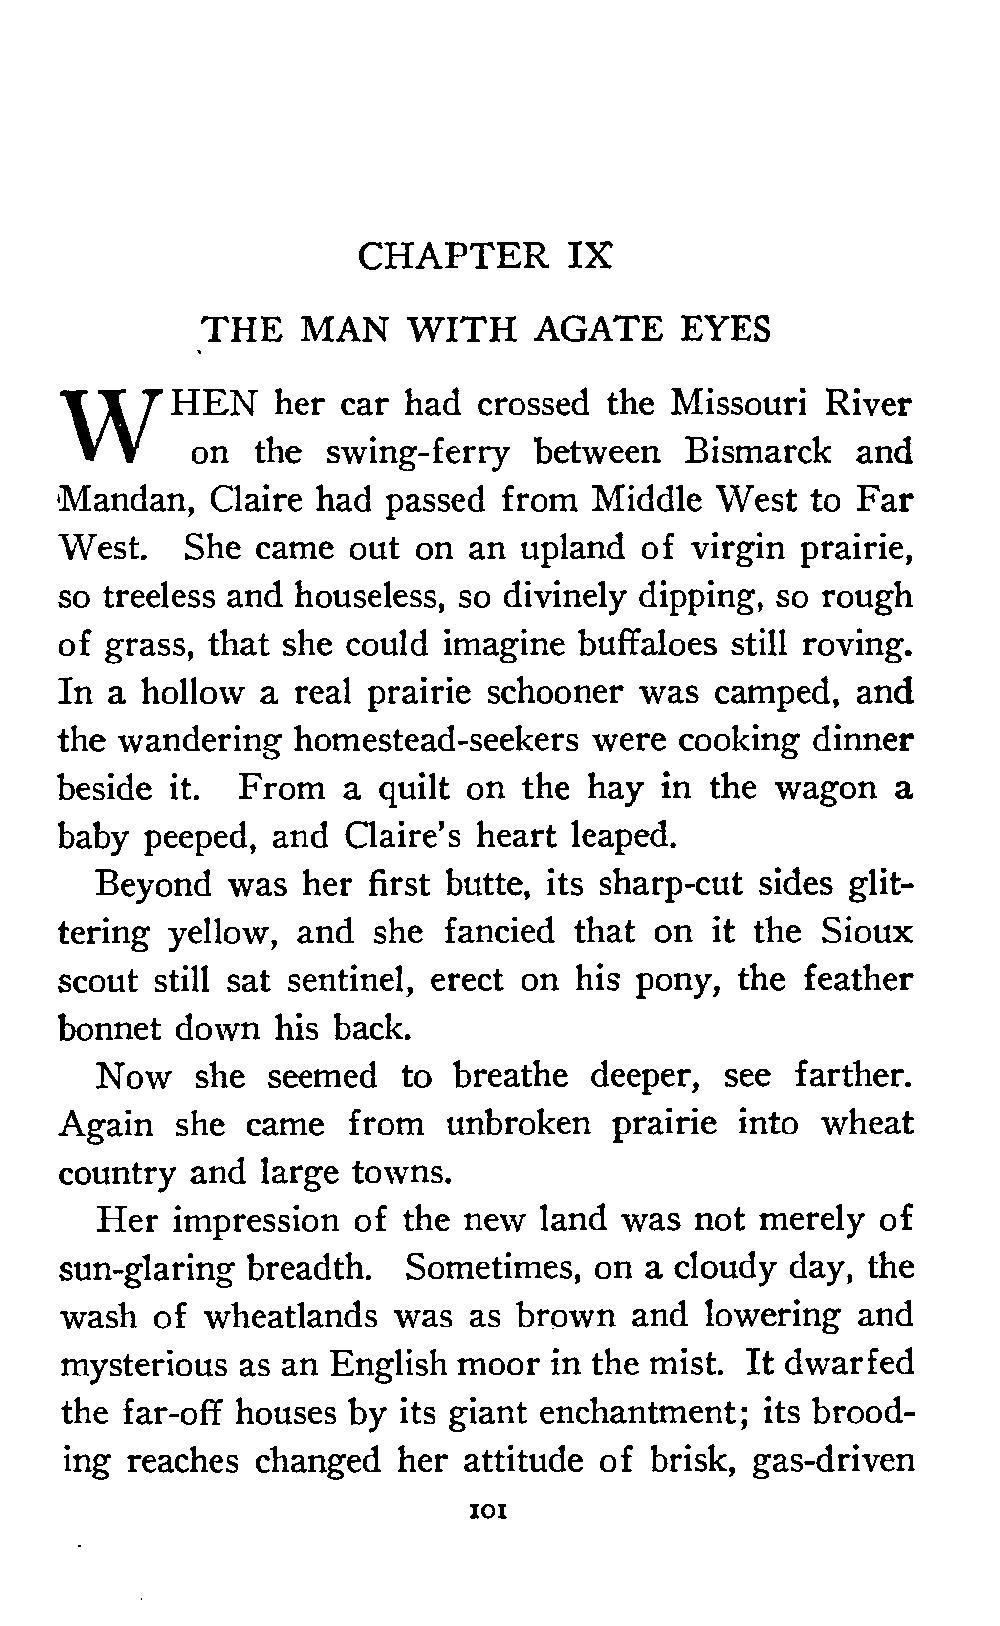 CHAPTER IX
THE MAN WITH AGATE EYES
WHEN her car had crossed the Missouri River
on the swing-ferry between Bismarck and
Mandan, Claire had passed from Middle West to Far
West. She came out on an upland of virgin prairie,
so treeless and houseless, so divinely dipping, so rough
of grass, that she could imagine buffaloes still roving.
In a hollow a real prairie schooner was camped, and
the wandering homestead-seekers were cooking dinner
beside it. From a quilt on the hay in the wagon a
baby peeped, and Claire's heart leaped.
Beyond was her first butte, its sharp-cut sides glit-
tering yellow, and she fancied that on it the Sioux
scout still sat sentinel, erect on his pony, the feather
bonnet down his back.
Now she seemed to breathe deeper, see farther.
Again she came from unbroken prairie into wheat
country and large towns.
Her impression of the new land was not merely of
sun-glaring breadth. Sometimes, on a cloudy day, the
wash of wheatlands was as brown and lowering and
mysterious as an English moor in the mist. It dwarfed
the far-off houses by its giant enchantment; its brood-
ing reaches changed her attitude of brisk, gas-driven
101